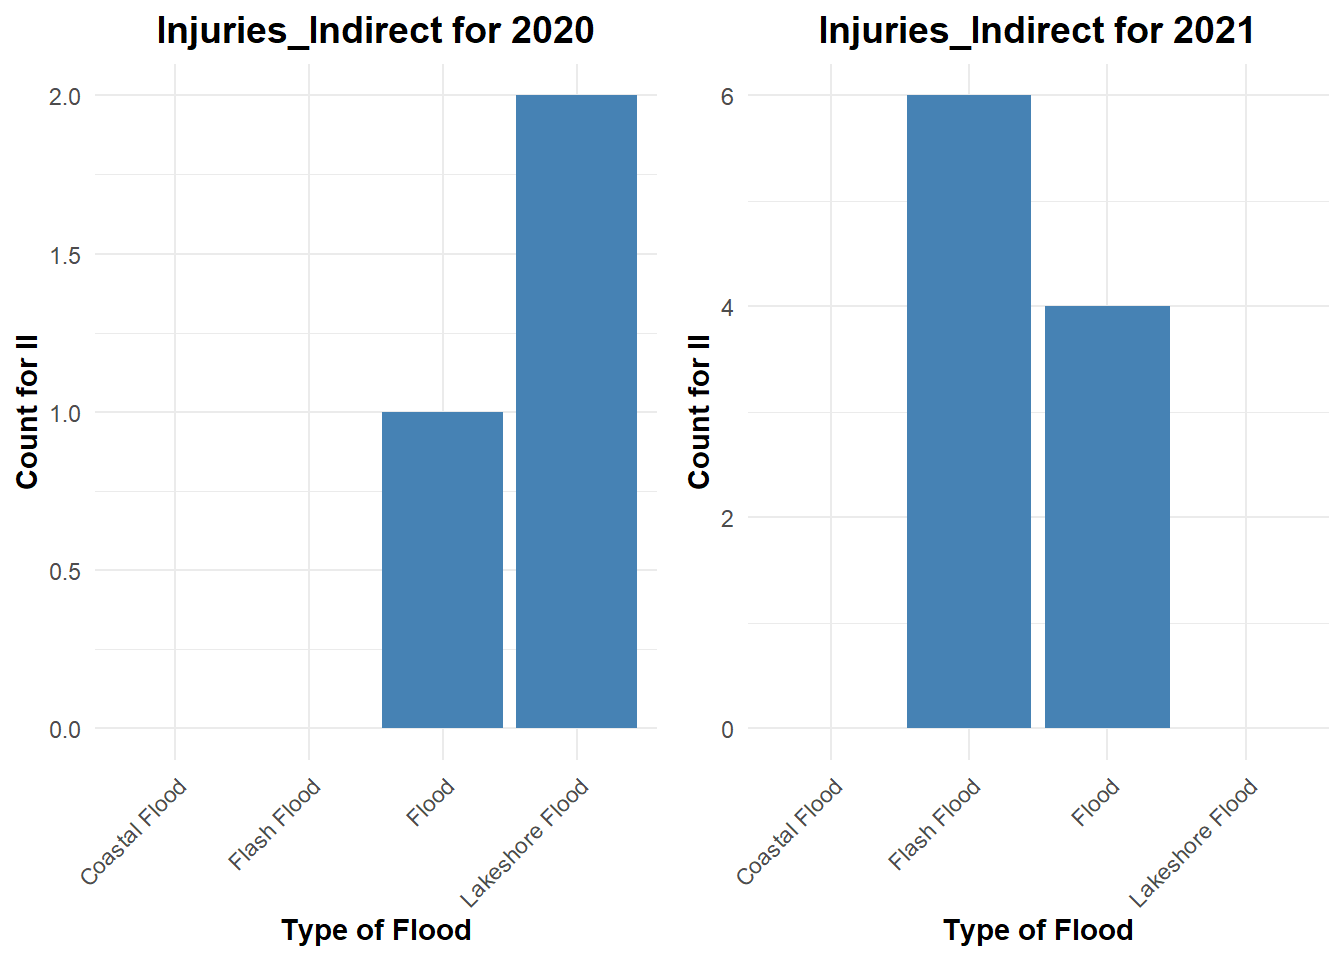 Injuries_Indirect for 2020
Count for II
2.0
1.5
1.0
0.5
0.0
Coastal Flood
Flash Flood
Flood
Lakeshore Flood
Type of Flood
Injuries_Indirect for 2021
Count for II
6
4
2
0
Coastal Flood
Flash Flood
Flood
Lakeshore Flood
Type of Flood